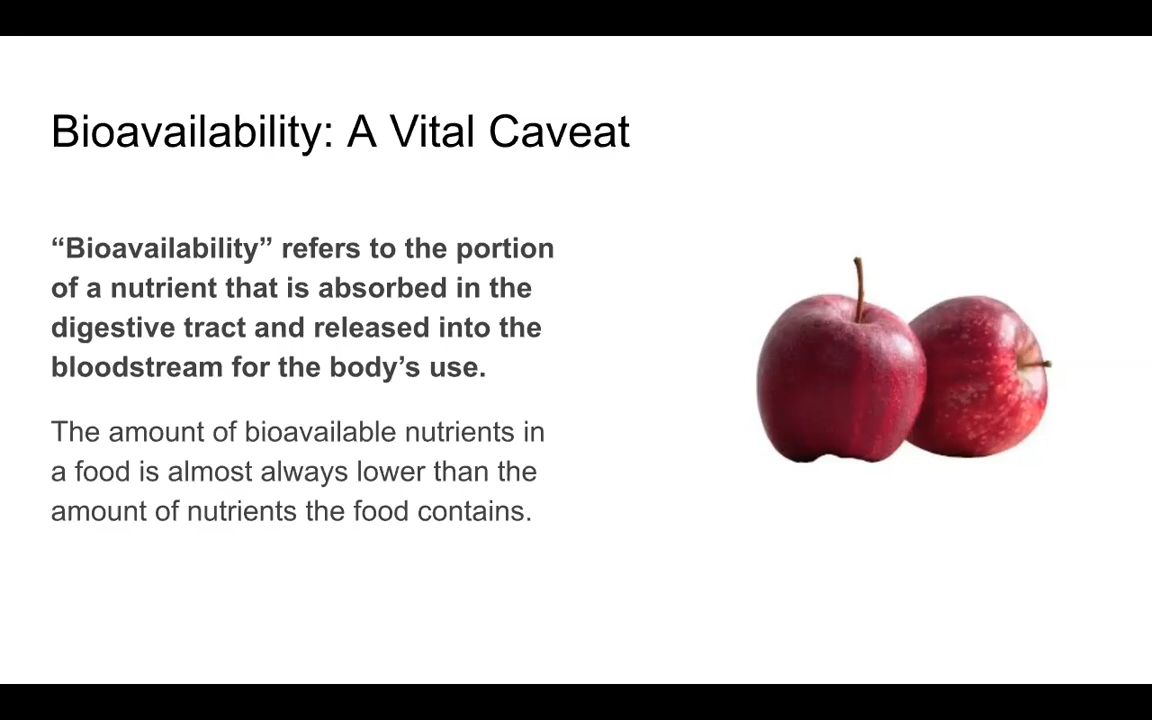 Bioavailability: A Vital Caveat
“Bioavailability” refers to the portion
of a nutrient that is absorbed in the
digestive tract and released into the
bloodstream for the body’s use.
The amount of bioavailable nutrients in
a food is almost always lower than the
amount of nutrients the food contains.